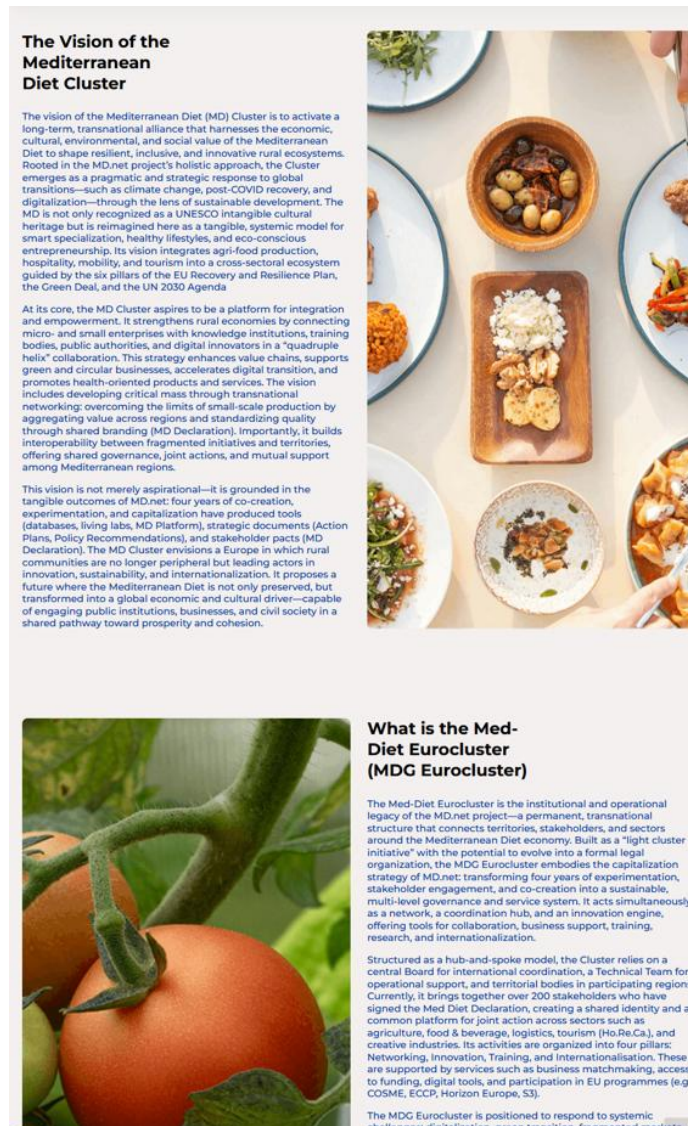 The Vision of the
Mediterranean
Diet Cluster
The vision of the Mediterranean Diet (MD) Cluster is to activate a
long-term, transnational alliance that harnesses the economic,
cultural, environmental, and social value of the Mediterranean
Diet to shape resilient, inclusive, and innovative rural ecosystems.
Rooted in the MD.net project's holistic approach, the Cluster
emerges as a pragmatic and strategic response to global
transitions—such as climate change, post-COVID recovery, and
digitalization—through the lens of sustainable development. The
MD is not only recognized as a UNESCO intangible cultural
heritage but is reimagined here as a tangible, systemic model for
smart specialization, healthy lifestyles, and eco-conscious
entrepreneurship. Its vision integrates agri-food production,
hospitality, mobility, and tourism into a cross-sectoral ecosystem
guided by the six pillars of the EU Recovery and Resilience Plan,
the Green Deal, and the UN 2030 Agenda
At its core, the MD Cluster aspires to be a platform for integration
and empowerment. It strengthens rural economies by connecting
micro- and small enterprises with knowledge institutions, training
bodies, public authorities, and digital innovators in a “quadruple
helix” collaboration. This strategy enhances value chains, supports
green and circular businesses, accelerates digital transition, and
promotes health-oriented products and services. The vision
includes developing critical mass through transnational
networking: overcoming the limits of small-scale production by
aggregating value across regions and standardizing quality
through shared branding (MD Declaration). Importantly, it builds
interoperability between fragmented initiatives and territories,
offering shared governance, joint actions, and mutual support
among Mediterranean regions.
This vision is not merely aspirational—it is grounded in the
tangible outcomes of MD.net: four years of co-creation,
experimentation, and capitalization have produced tools
(databases, living labs, MD Platform), strategic documents (Action
Plans, Policy Recommendations), and stakeholder pacts (MD
Declaration). The MD Cluster envisions a Europe in which rural
communities are no longer peripheral but leading actors in
innovation, sustainability, and internationalization. It proposes a
future where the Mediterranean Diet is not only preserved, but
transformed into a global economic and cultural driver—capable
of engaging public institutions, businesses, and civil society in a
shared pathway toward prosperity and cohesion.
What is the Med-
Diet Eurocluster
(MDG Eurocluster)
The Med-Diet Eurocluster is the institutional and operational
legacy of the MD.net project—a permanent, transnational
structure that connects territories, stakeholders, and sectors
around the Mediterranean Diet economy. Built as a “light cluster
initiative” with the potential to evolve into a formal legal
organization, the MDG Eurocluster embodies the capitalization
strategy of MD.net: transforming four years of experimentation,
stakeholder engagement, and co-creation into a sustainable,
multi-level governance and service system. It acts simultaneously
as a network, a coordination hub, and an innovation engine,
offering tools for collaboration, business support, training,
research, and internationalization.
Structured as a hub-and-spoke model, the Cluster relies on a
central Board for international coordination, a Technical Team for
operational support, and territorial bodies in participating regions
Currently, it brings together over 200 stakeholders who have
signed the Med Diet Declaration, creating a shared identity and a
common platform for joint action across sectors such as
agriculture, food & beverage, logistics, tourism (Ho.Re.Ca.), and
creative industries. Its activities are organized into four pillars:
Networking, Innovation, Training, and Internationalisation. These
are supported by services such as business matchmaking, access
to funding, digital tools, and participation in EU programmes (e.g
COSME, ECCP, Horizon Europe, S3).
The MDG Eurocluster is positioned to respond to systemic